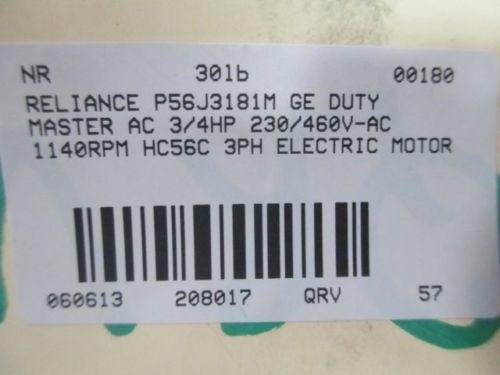 NR 30lb 00180
RELIANCE P56J3181M GE DUTY
MASTER AC 3/4HP 230/460V-AC
1140RPM HC56C 3PH ELECTRIC MOTOR
060613 208017 QRV 57